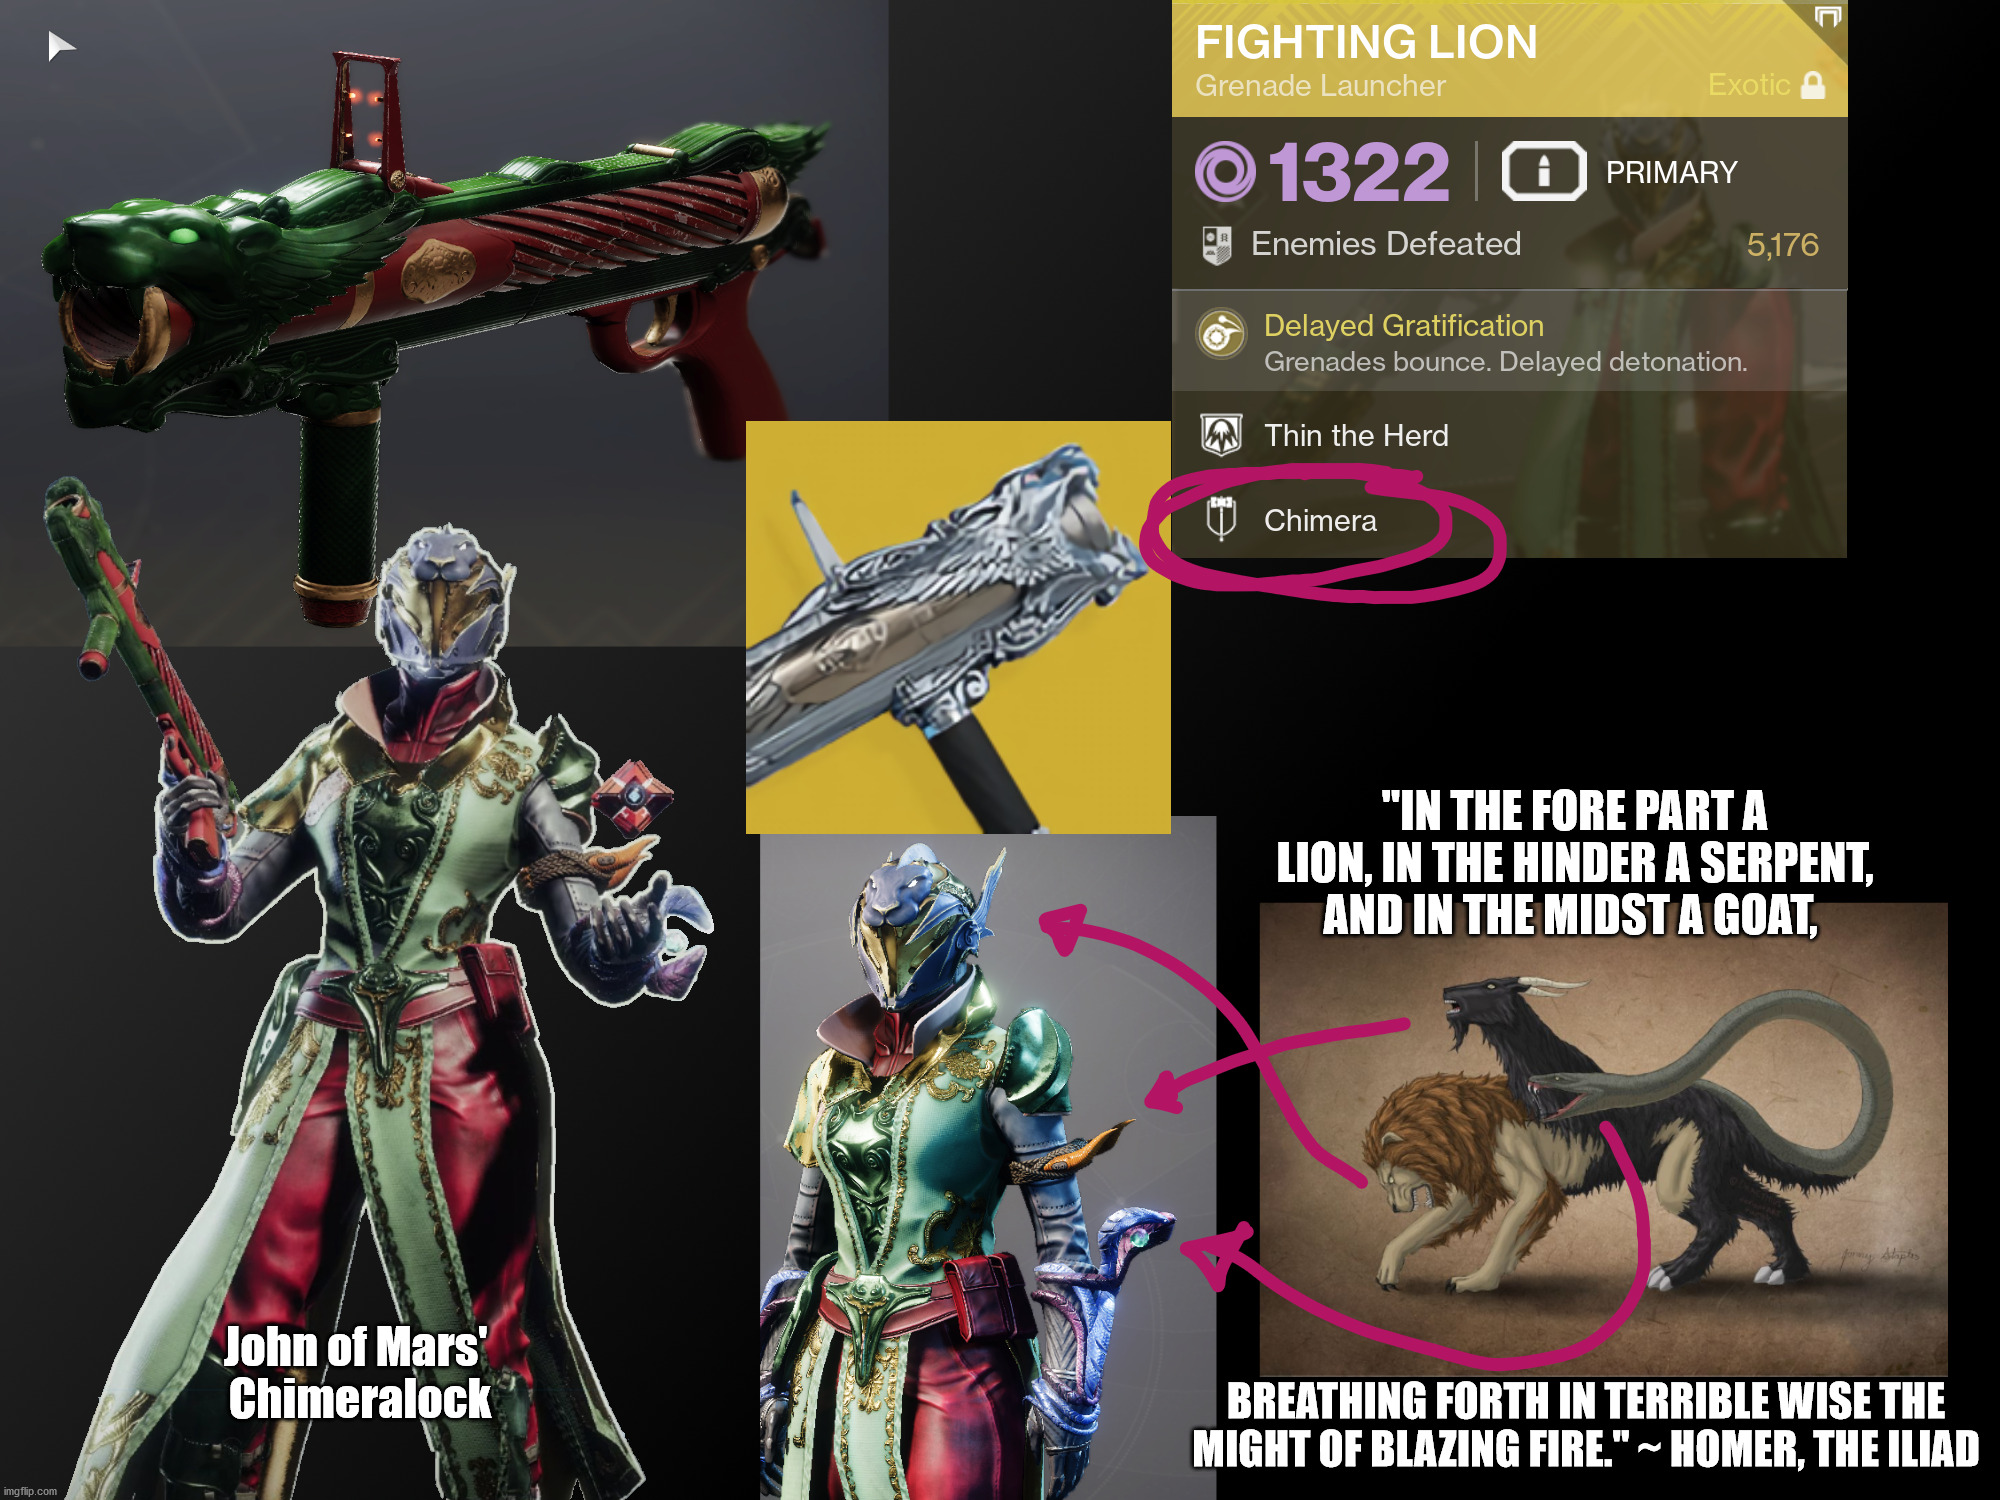 FIGHTING LION
Grenade Launcher
Exotic
1322
PRIMARY
Enemies Defeated
5,176
Delayed Gratification
Grenades bounce. Delayed detonation.
Thin the Herd
Chimera
"IN THE FORE PART A
LION, IN THE HINDER A SERPENT,
AND IN THE MIDST A GOAT,
BREATHING FORTH IN TERRIBLE WISE THE
MIGHT OF BLAZING FIRE." ~ HOMER, THE ILIAD
John of Mars'
Chimeralock
imgflip.com